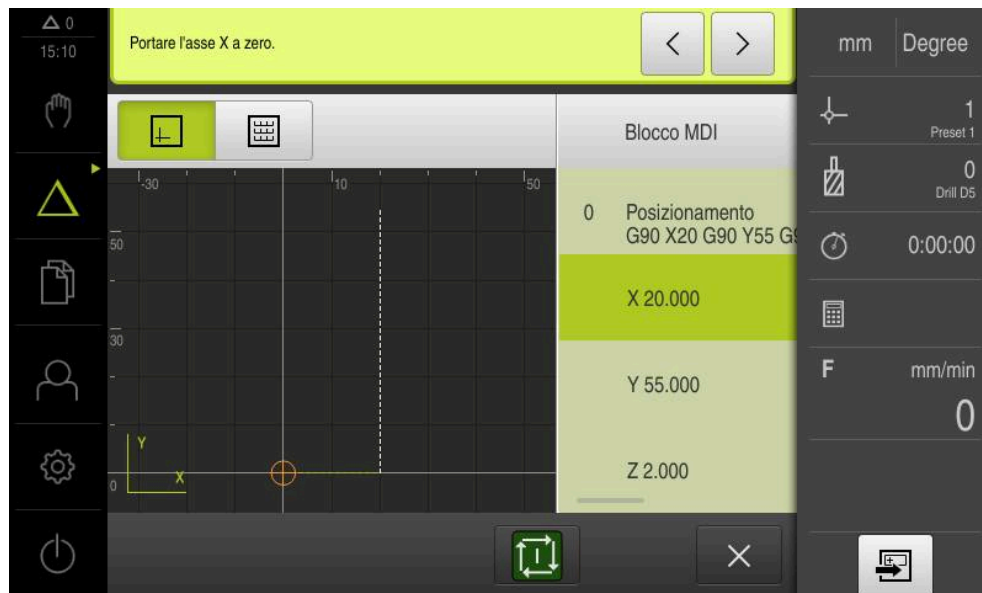 0
15:10
Portare l'asse X a zero.
mm Degree
1
Preset 1
0
Drill D5
0:00:00
F mm/min
0
Blocco MDI
0 Posizionamento
G90 X20 G90 Y55
X 20.000
Y 55.000
Z 2.000
-30 10 50
50
30
0
Y
X